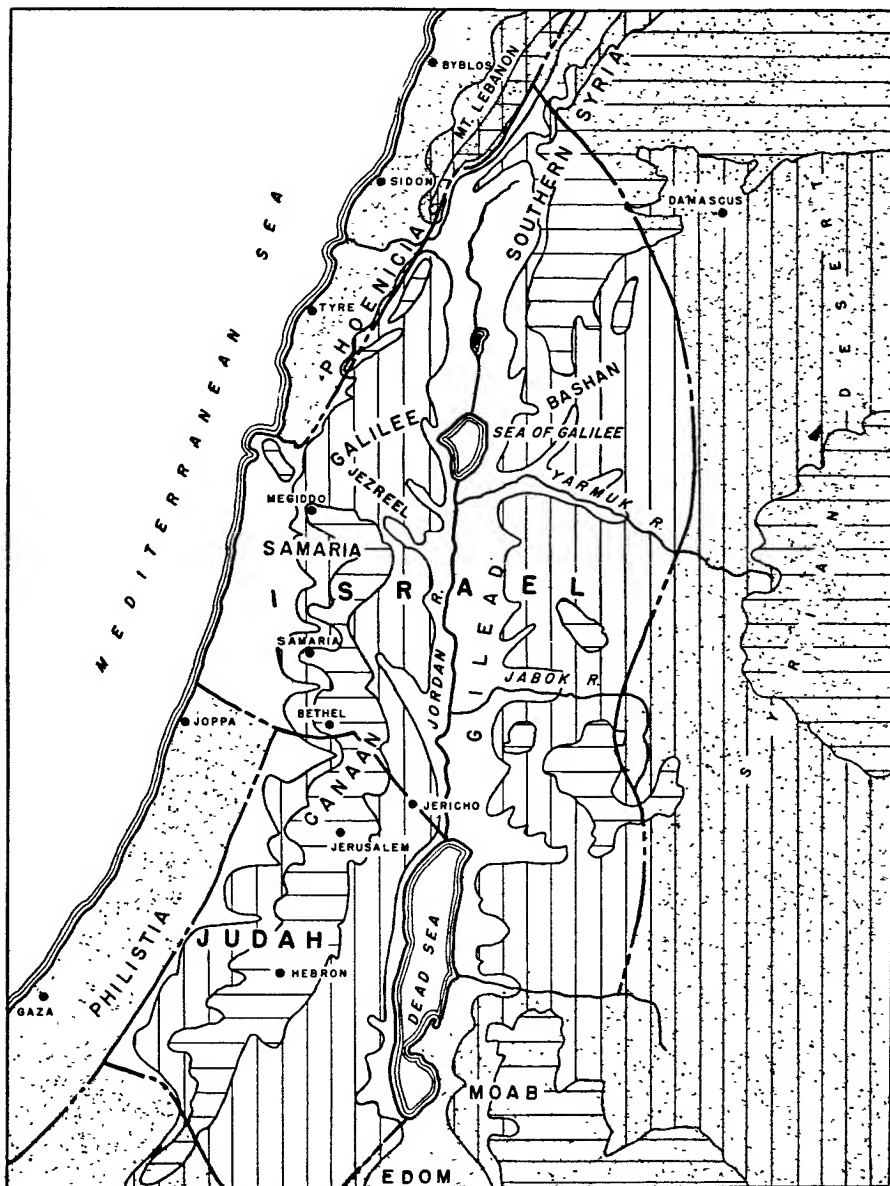 BYBLOS
MT. LEBANON
SOUTHERN SYRIA
SIDON
DAMASCUS
MEDITERRANEAN SEA
PHOENICIA
TYRE
SYRIAN DESERT
BASHAN
GALILEE
SEA OF GALILEE
JEZREEL
YARMUK R.
MEGIDDO
SAMARIA
ISRAEL
GILEAD
JORDAN R.
SAMARIA
JABOK R.
BETHEL
JOPPA
CANAAN
JERICHO
JERUSALEM
JUDAH
PHILISTIA
DEAD SEA
HEBRON
GAZA
MOAB
EDOM